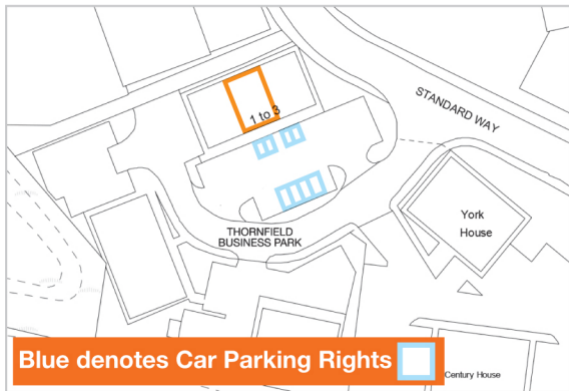 STANDARD WAY
1 to 3
York
House
THORNFIELD
BUSINESS PARK
Blue denotes Car Parking Rights
Century House